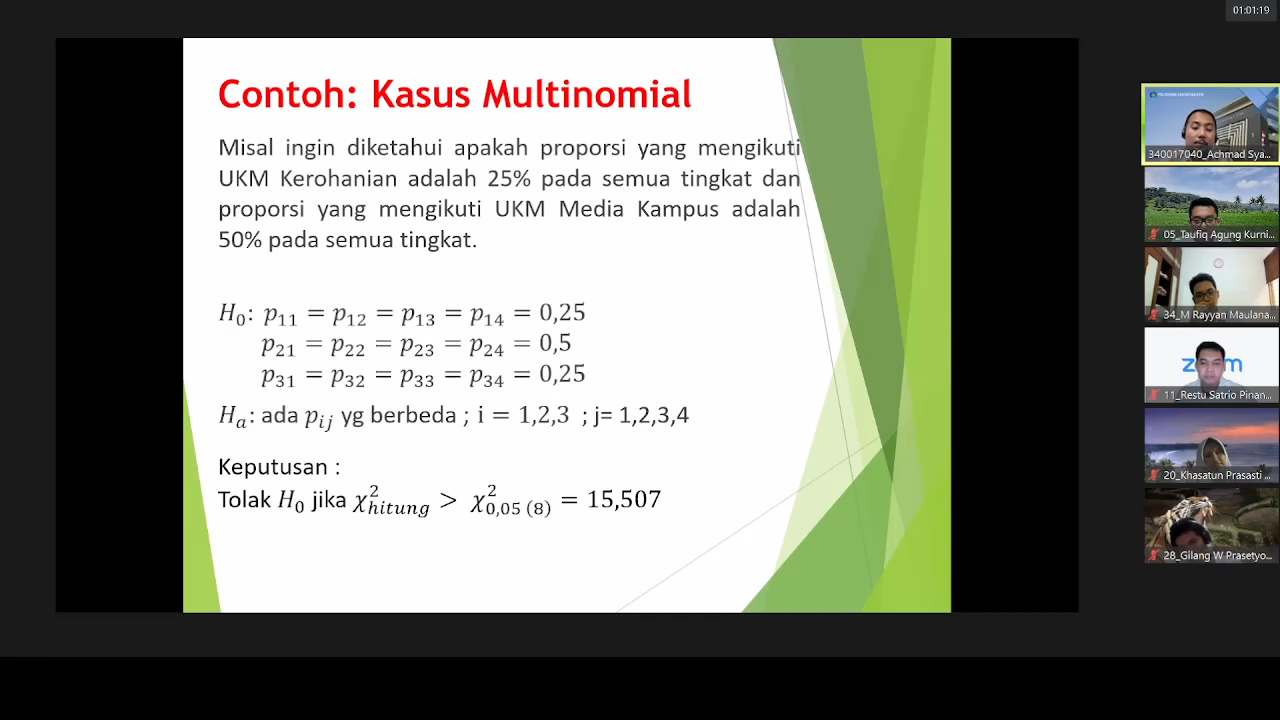 01:01:19
Contoh: Kasus Multinomial
Misal ingin diketahui apakah proporsi yang mengikuti
UKM Kerohanian adalah 25% pada semua tingkat dan
proporsi yang mengikuti UKM Media Kampus adalah
50% pada semua tingkat.
H₀: p₁₁ = p₁₂ = p₁₃ = p₁₄ = 0,25
p₂₁ = p₂₂ = p₂₃ = p₂₄ = 0,5
p₃₁ = p₃₂ = p₃₃ = p₃₄ = 0,25
Hₐ: ada p_ij yg berbeda ; i = 1,2,3 ; j= 1,2,3,4
Keputusan :
Tolak H₀ jika χ²_hitung > χ²_0,05 (8) = 15,507
340017040_Achmad Sya...
05_Taufiq Agung Kurni...
34_M Rayyan Maulana...
11_Restu Satrio Pinan...
20_Khasatun Prasasti ...
28_Gilang W Prasetyo...